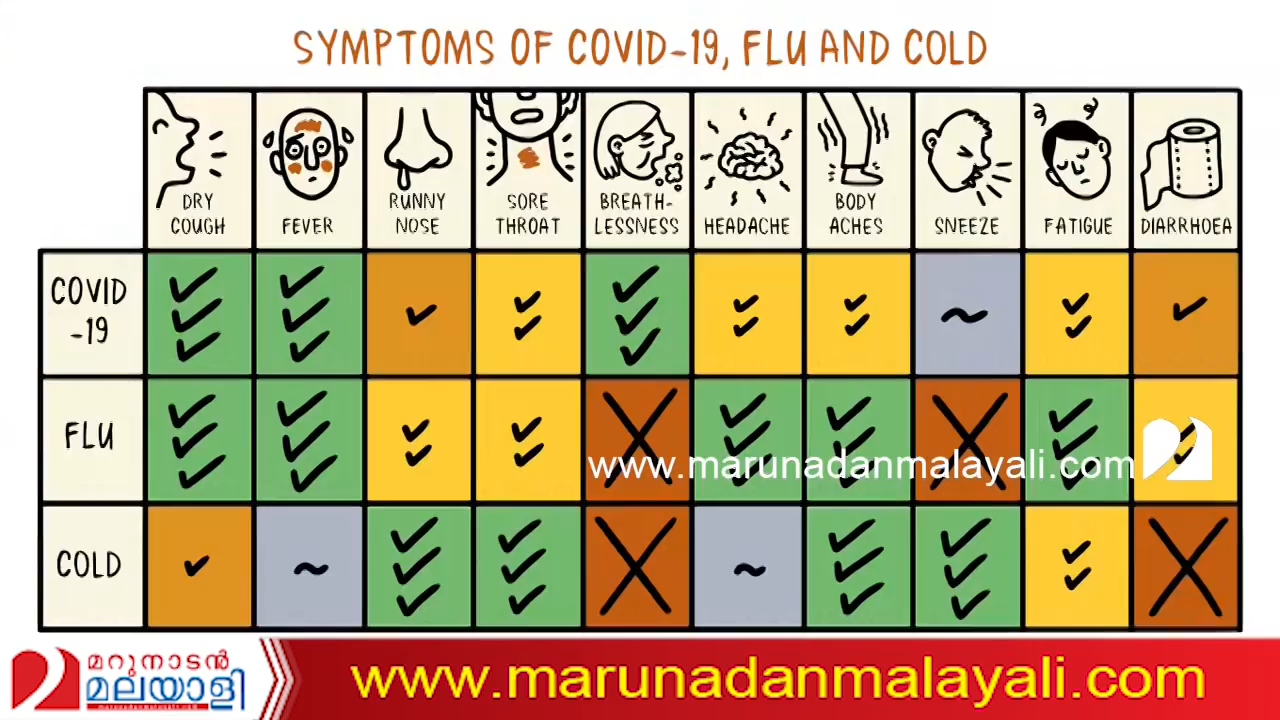 SYMPTOMS OF COVID-19, FLU AND COLD
DRY
COUGH
FEVER
RUNNY
NOSE
SORE
THROAT
BREATH-
LESSNESS
HEADACHE
BODY
ACHES
SNEEZE
FATIGUE
DIARRHOEA
COVID
-19
FLU
www.marunadanmalayali.com
COLD
മറുനാടൻ
മലയാളി
www.marunadanmalayali.com